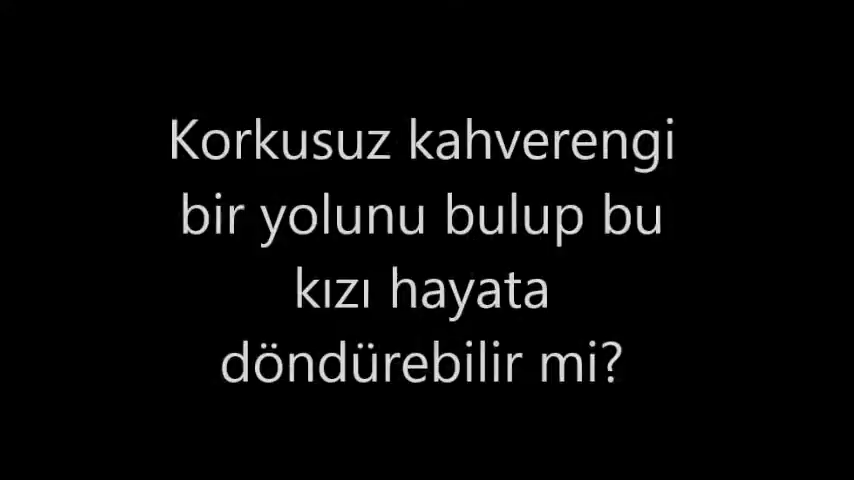 Korkusuz kahverengi
bir yolunu bulup bu
kızı hayata
döndürebilir mi?